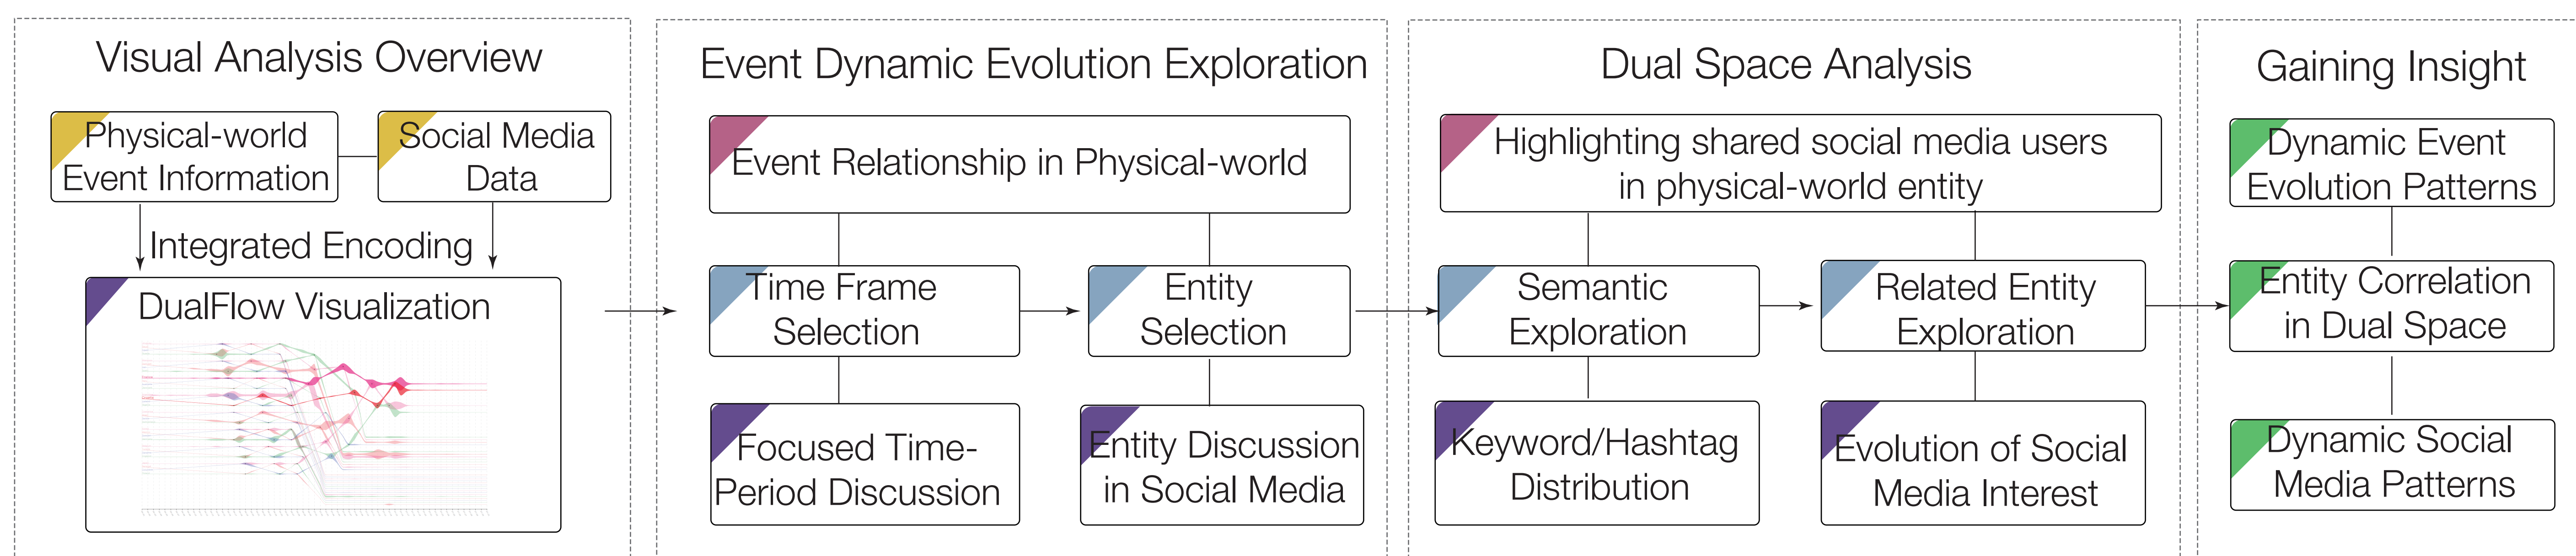 Visual Analysis Overview
Physical-world
Event Information
Social Media
Data
Integrated Encoding
DualFlow Visualization
Event Dynamic Evolution Exploration
Event Relationship in Physical-world
Time Frame
Selection
Entity
Selection
Focused Time-
Period Discussion
Entity Discussion
in Social Media
Dual Space Analysis
Highlighting shared social media users
in physical-world entity
Semantic
Exploration
Related Entity
Exploration
Keyword/Hashtag
Distribution
Evolution of Social
Media Interest
Gaining Insight
Dynamic Event
Evolution Patterns
Entity Correlation
in Dual Space
Dynamic Social
Media Patterns